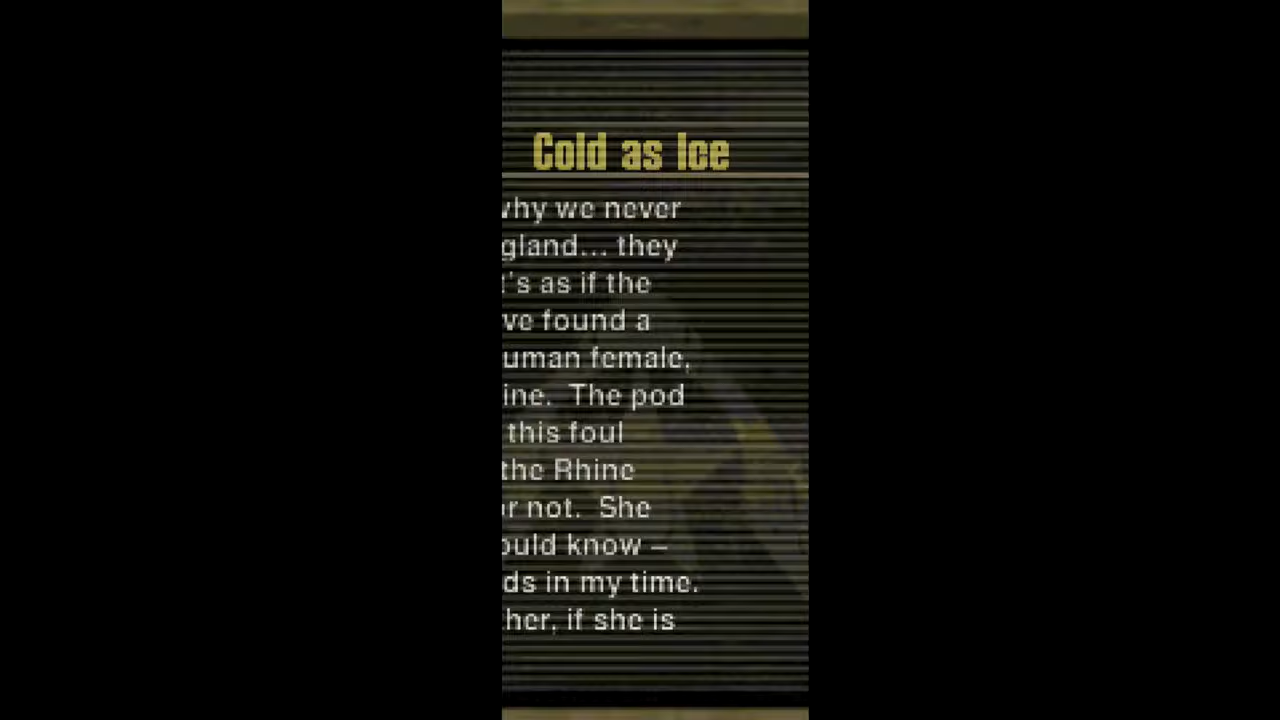 Cold as Ice
why we never
gland... they
t's as if the
ve found a
uman female,
ine. The pod
this foul
the Rhine
or not. She
ould know –
ds in my time.
her, if she is